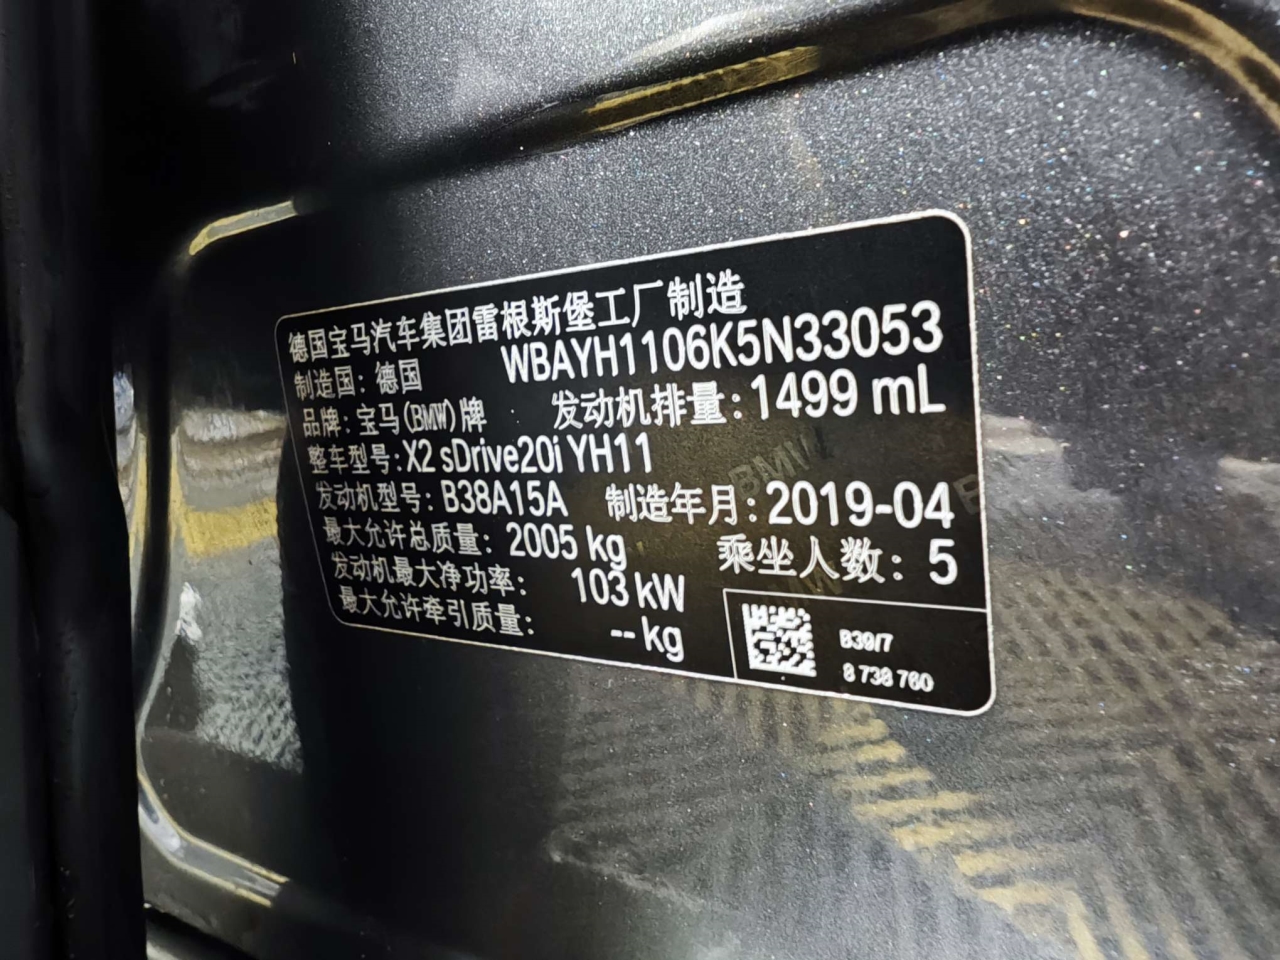 德国宝马汽车集团雷根斯堡工厂制造
制造国：德国 WBAYH1106K5N33053
品牌：宝马(BMW)牌 发动机排量：1499 mL
整车型号：X2 sDrive20i YH11
发动机型号：B38A15A 制造年月：2019-04
最大允许总质量：2005 kg 乘坐人数：5
发动机最大净功率：103 kW
最大允许牵引质量：-- kg
B39/7
8 738 760
BMW